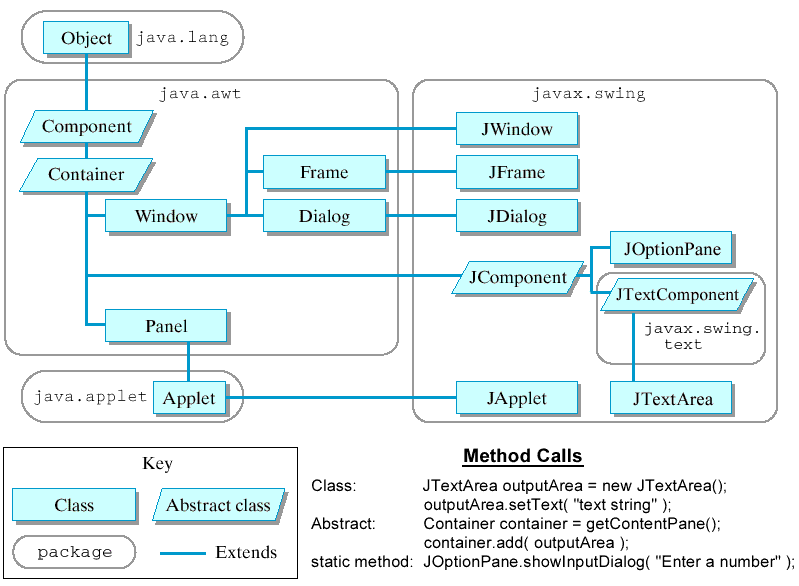 Object java.lang
java.awt
javax.swing
Component
JWindow
Container
Frame
JFrame
Window
Dialog
JDialog
JOptionPane
JComponent
JTextComponent
Panel
javax.swing.
text
java.applet
Applet
JApplet
JTextArea
Key
Class
Abstract class
package
Extends
Method Calls
Class: JTextArea outputArea = new JTextArea();
outputArea.setText( "text string" );
Abstract: Container container = getContentPane();
container.add( outputArea );
static method: JOptionPane.showInputDialog( "Enter a number" );